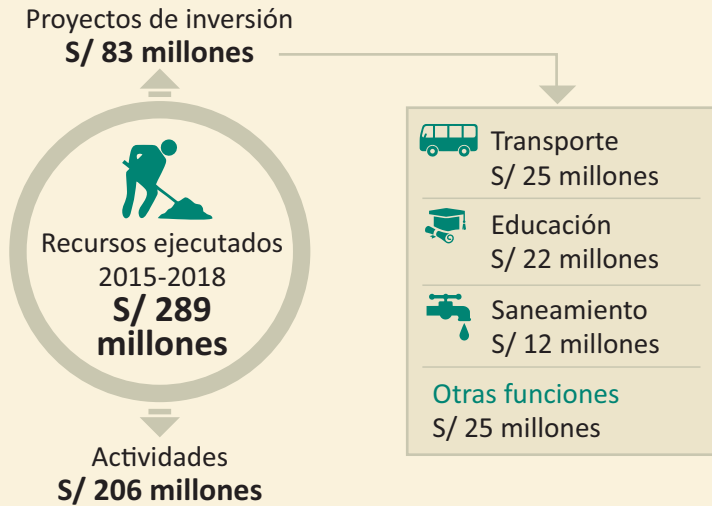 Proyectos de inversión
S/ 83 millones
Recursos ejecutados
2015-2018
S/ 289
millones
Actividades
S/ 206 millones
Transporte
S/ 25 millones
Educación
S/ 22 millones
Saneamiento
S/ 12 millones
Otras funciones
S/ 25 millones